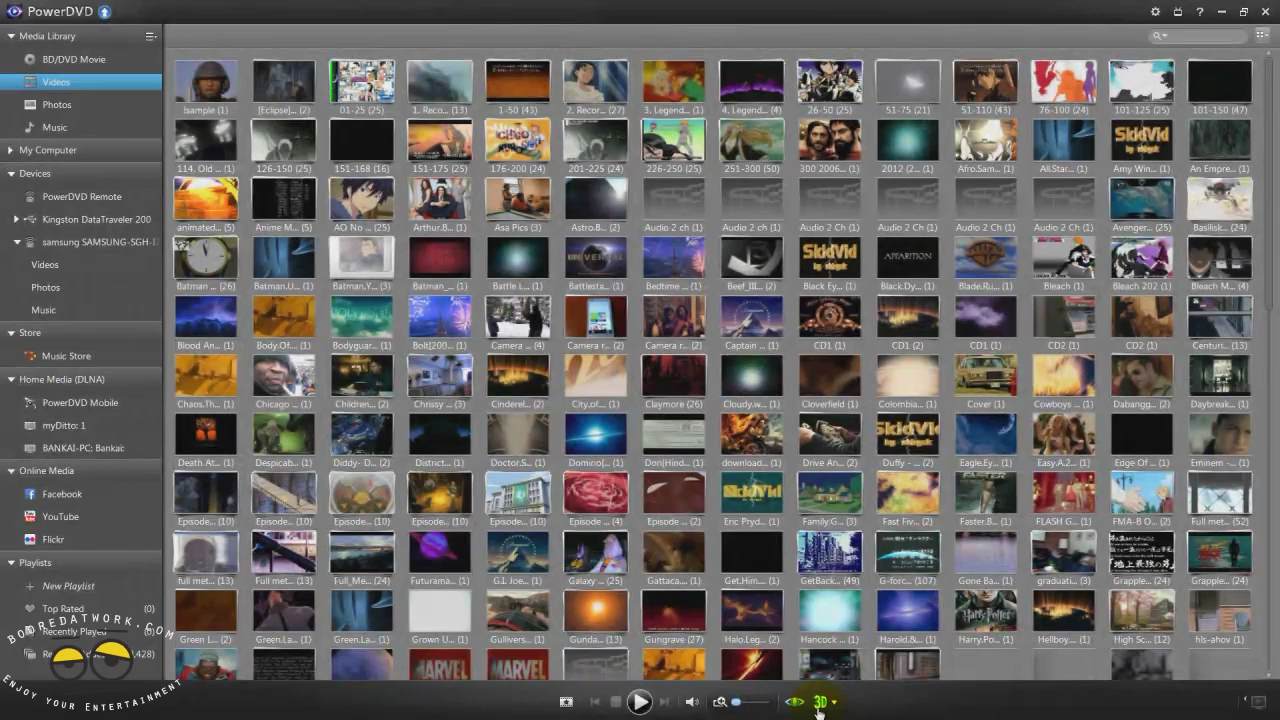 PowerDVD
Media Library
BD/DVD Movie
Videos
Photos
Music
My Computer
Devices
PowerDVD Remote
Kingston DataTraveler 200
samsung SAMSUNG-SGH-I
Videos
Photos
Music
Store
Music Store
Home Media (DLNA)
PowerDVD Mobile
myDitto: 1
BANKAI-PC: Bankai
Online Media
Facebook
YouTube
Flickr
Playlists
New Playlist
Top Rated (0)
Recently Played (0)
BOREDATWORK.COM
ENJOY YOUR ENTERTAINMENT
!sample (1) [Eclipse]... (2) 01-25 (25) 1. Reco... (13) 1-50 (43) 2. Recor... (27) 3. Legend... (1) 4. Legend... (4) 26-50 (25) 51-75 (21) 51-110 (43) 76-100 (24) 101-125 (25) 101-150 (47)
114. Old ... (1) 126-150 (25) 151-168 (16) 151-175 (25) 176-200 (24) 201-225 (24) 226-250 (25) 251-300 (50) 300 2006... (1) 2012 (2... (1) Afro.Sam... (1) All.Star... (1) Amy Win... (1) An Empre... (1)
animated... (5) Anime M... (5) AO No ... (25) Arthur.B... (1) Asa Pics (3) Astro.B... (2) Audio 2 ch (1) Audio 2 ch (1) Audio 2 Ch (1) Audio 2 Ch (1) Audio 2 Ch (1) Audio 2 Ch (1) Avenger... (25) Basilisk... (24)
Batman ... (26) Batman.U... (1) Batman.Y... (3) Batman_... (1) Battle L... (1) Battlesta... (1) Bedtime ... (1) Beef_III... (2) Black Ey... (1) Black.Dy... (1) Blade.Ru... (1) Bleach (1) Bleach 202 (1) Bleach M... (4)
Blood An... (1) Body.Of... (1) Bodyguar... (1) Bolt[200... (1) Camera ... (4) Camera r... (2) Camera r... (2) Captain ... (1) CD1 (1) CD1 (2) CD1 (1) CD2 (1) CD2 (1) Centur... (13)
Chaos.Th... (1) Chicago ... (1) Children... (2) Chrissy ... (3) Cinderel... (2) City.of... (1) Claymore (26) Cloudy.w... (1) Cloverfield (1) Colombia... (1) Cover (1) Cowboys ... (1) Dabangg... (2) Daybreak... (1)
Death At... (1) Despicab... (1) Diddy- D... (2) District... (1) Doctor.S... (1) Domino[... (1) Don[Hind... (1) download... (1) Drive An... (2) Duffy - ... (2) Eagle.Ey... (1) Easy.A.2... (1) Edge Of ... (1) Eminem -... (1)
Episode... (10) Episode... (10) Episode... (10) Episode... (10) Episode... (10) Episode ... (4) Episode ... (2) Eric Pryd... (1) Family.G... (3) Fast Fiv... (2) Faster.B... (1) FLASH G... (1) FMA-B O... (2) Full met... (52)
full met... (13) Full met... (13) Full_Me... (24) Futurama... (1) G.I. Joe... (1) Galaxy ... (25) Gattaca.... (1) Get.Him.... (1) GetBack... (49) G-forc... (107) Gone Ba... (1) graduati... (3) Grapple... (24) Grapple... (24)
Green L... (2) Green.La... (1) Green.La... (1) Grown U... (1) Gullivers... (1) Gunda... (13) Gungrave (27) Halo.Leg... (2) Hancock ... (1) Harold.&... (1) Harry.Po... (1) Hellboy.... (1) High Sc... (12) hls-ahov (1)
SkidVid
SkidVid
APPARITION
SkidVid
SkidVid
Harry Potter
MARVEL
MARVEL
3D